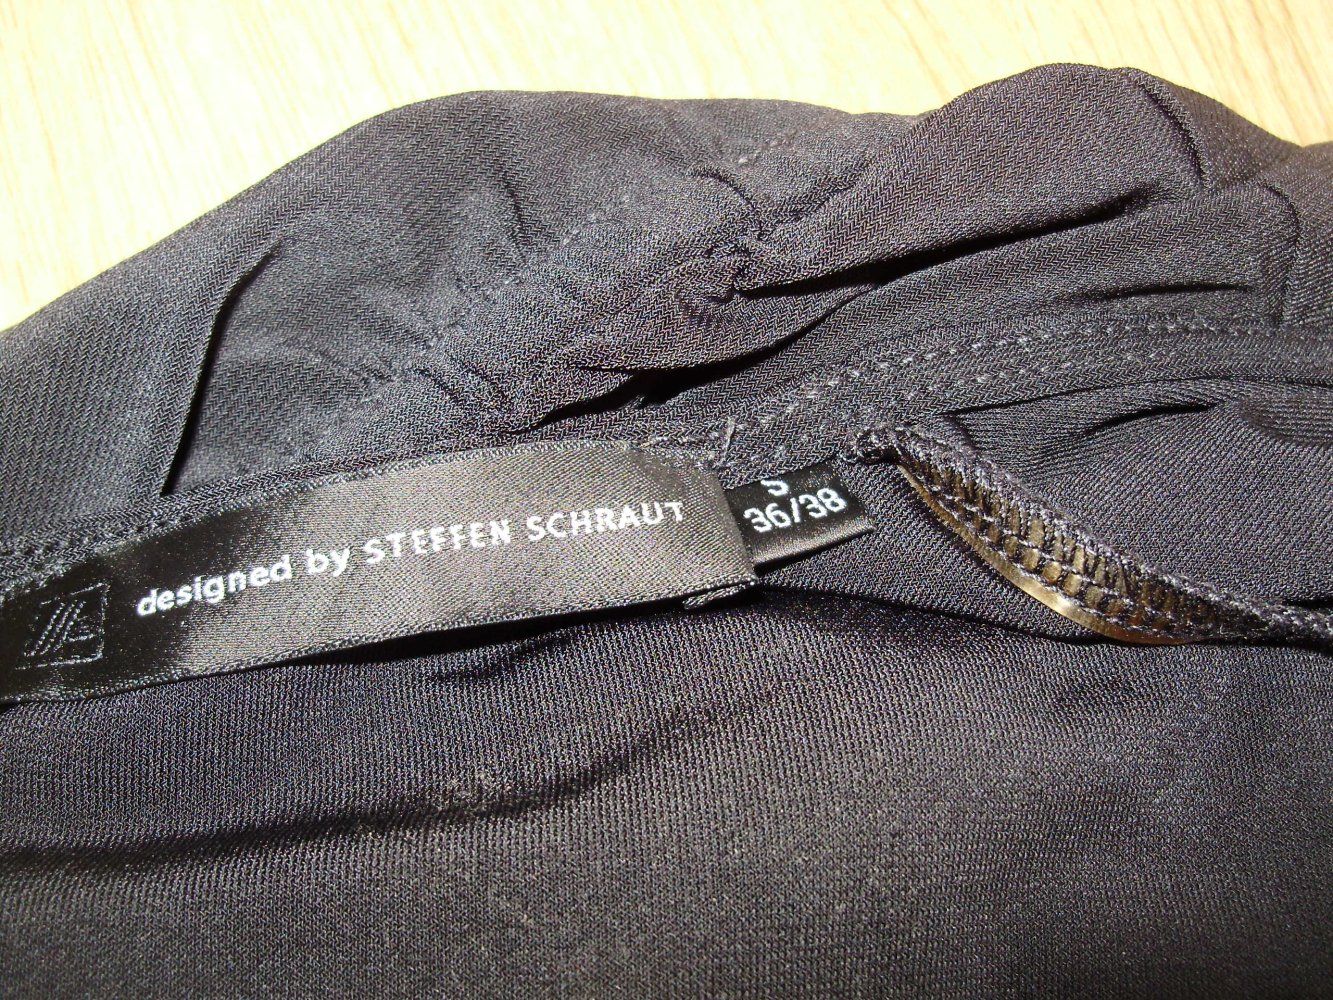 designed by STEFFEN SCHRAUT
S
36/38